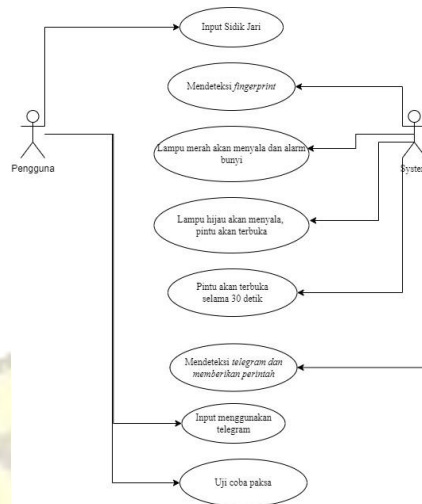 Input Sidik Jari
Mendeteksi fingerprint
Pengguna
Lampu merah akan menyala dan alarm
bunyi
System
Lampu hijau akan menyala,
pintu akan terbuka
Pintu akan terbuka
selama 30 detik
Mendeteksi telegram dan
memberikan perintah
Input menggunakan
telegram
Uji coba paksa